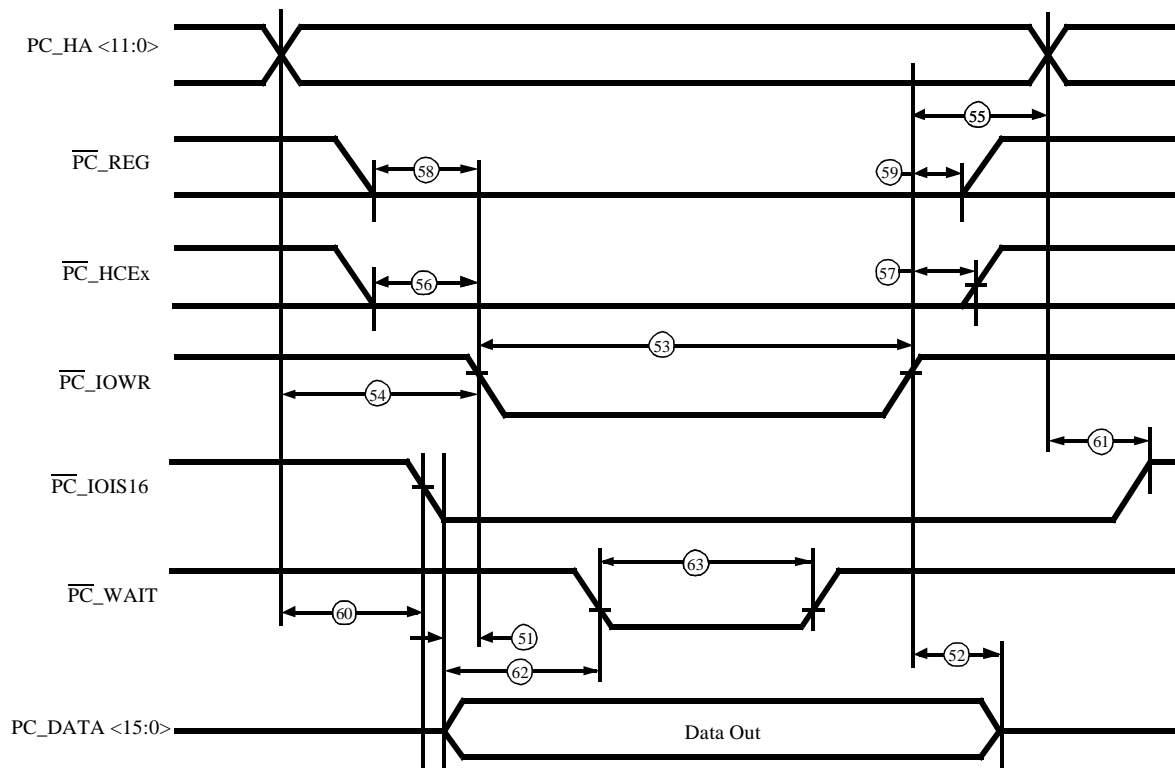 PC_HA <11:0>
55
PC_REG
58
59
PC_HCEx
56
57
53
PC_IOWR
54
61
PC_IOIS16
63
PC_WAIT
60
51
62
52
PC_DATA <15:0>
Data Out